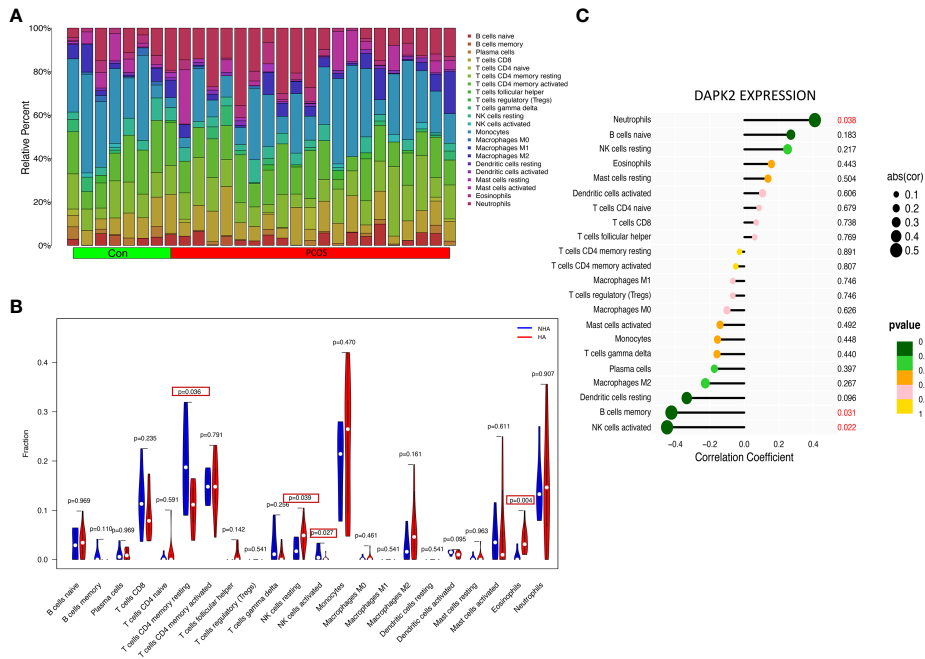 A
100%
80%
60%
40%
20%
0%
Relative Percent
Con
PCOS
B cells naive
B cells memory
Plasma cells
T cells CD8
T cells CD4 naive
T cells CD4 memory resting
T cells CD4 memory activated
T cells follicular helper
T cells regulatory (Tregs)
T cells gamma delta
NK cells resting
NK cells activated
Monocytes
Macrophages M0
Macrophages M1
Macrophages M2
Dendritic cells resting
Dendritic cells activated
Mast cells resting
Mast cells activated
Eosinophils
Neutrophils
B
NHA
HA
Fraction
0.4
0.3
0.2
0.1
0.0
p=0.969
p=0.110
p=0.969
p=0.235
p=0.591
p=0.036
p=0.791
p=0.142
p=0.541
p=0.256
p=0.039
p=0.027
p=0.470
p=0.461
p=0.541
p=0.161
p=0.541
p=0.095
p=0.963
p=0.611
p=0.004
p=0.907
B cells naive
B cells memory
Plasma cells
T cells CD8
T cells CD4 naive
T cells CD4 memory resting
T cells CD4 memory activated
T cells follicular helper
T cells regulatory (Tregs)
T cells gamma delta
NK cells resting
NK cells activated
Monocytes
Macrophages M0
Macrophages M1
Macrophages M2
Dendritic cells resting
Dendritic cells activated
Mast cells resting
Mast cells activated
Eosinophils
Neutrophils
C
DAPK2 EXPRESSION
Neutrophils 0.038
B cells naive 0.183
NK cells resting 0.217
Eosinophils 0.443
Mast cells resting 0.504
Dendritic cells activated 0.606
T cells CD4 naive 0.679
T cells CD8 0.738
T cells follicular helper 0.769
T cells CD4 memory resting 0.891
T cells CD4 memory activated 0.807
Macrophages M1 0.746
T cells regulatory (Tregs) 0.746
Macrophages M0 0.626
Mast cells activated 0.492
Monocytes 0.448
T cells gamma delta 0.440
Plasma cells 0.397
Macrophages M2 0.267
Dendritic cells resting 0.096
B cells memory 0.031
NK cells activated 0.022
−0.4 −0.2 0.0 0.2 0.4
Correlation Coefficient
abs(cor)
0.1
0.2
0.3
0.4
0.5
pvalue
0
0.
0.
0.
1